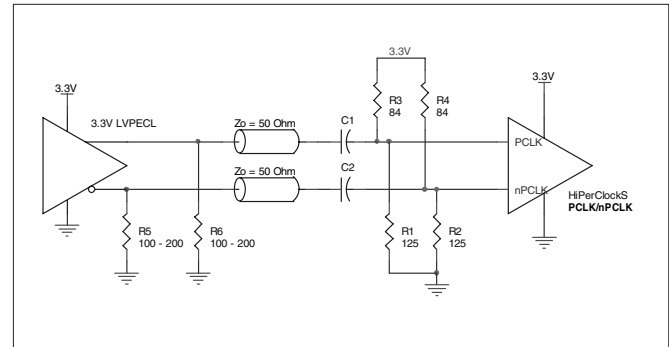 3.3V
3.3V LVPECL
R5
100 - 200
R6
100 - 200
Zo = 50 Ohm
Zo = 50 Ohm
C1
C2
3.3V
R3
84
R4
84
R1
125
R2
125
3.3V
PCLK
nPCLK
HiPerClockS
PCLK/nPCLK